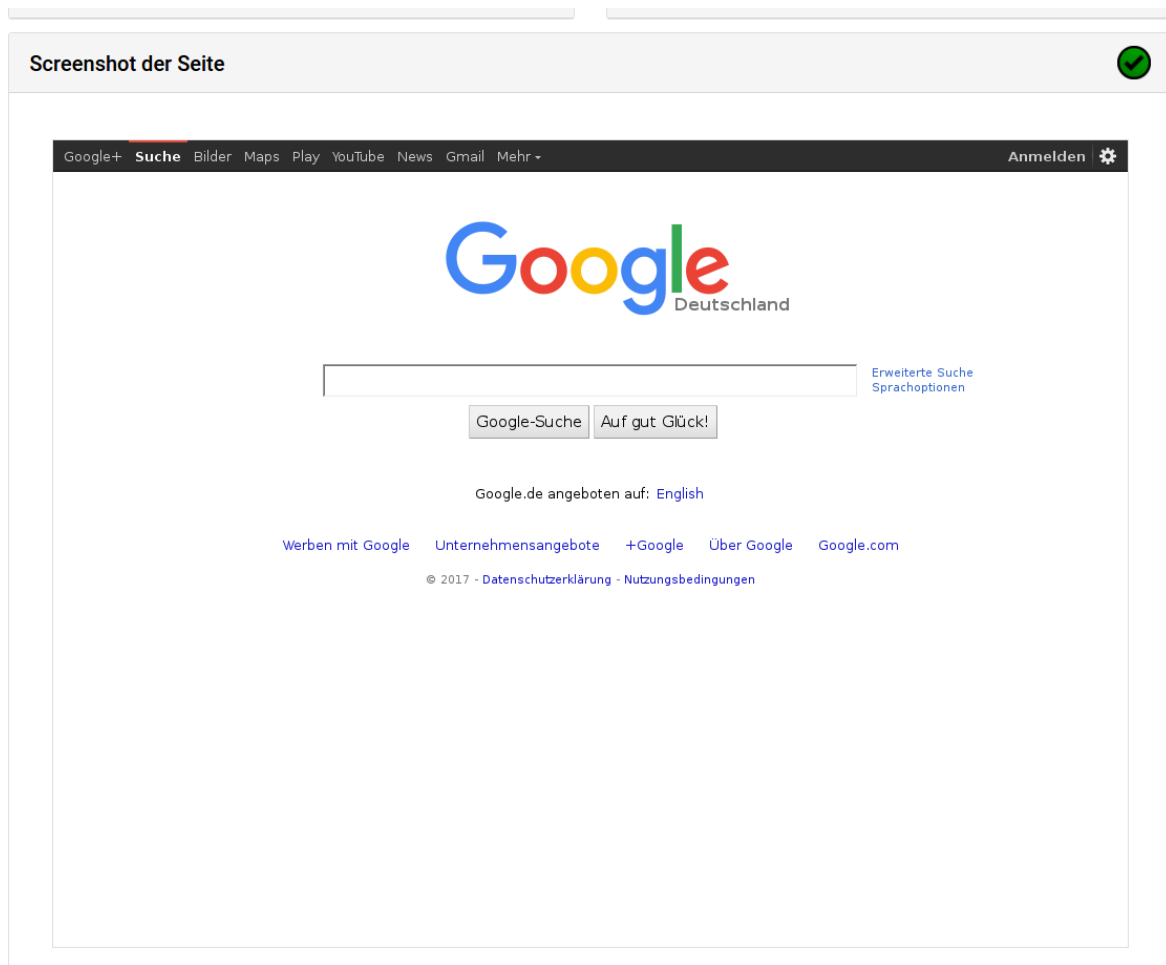 Screenshot der Seite
Google+ Suche Bilder Maps Play YouTube News Gmail Mehr Anmelden
Google
Deutschland
Erweiterte Suche
Sprachoptionen
Google-Suche Auf gut Glück!
Google.de angeboten auf: English
Werben mit Google Unternehmensangebote +Google Über Google Google.com
© 2017 - Datenschutzerklärung - Nutzungsbedingungen